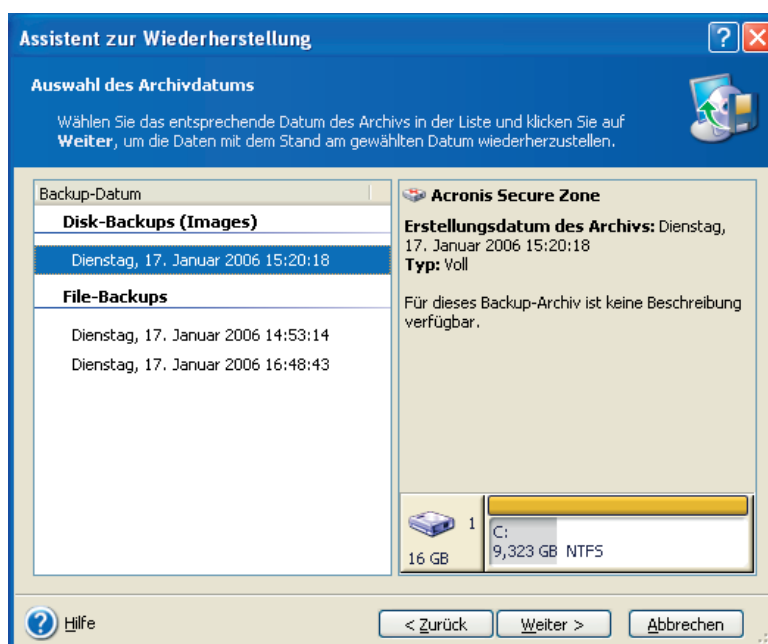 Assistent zur Wiederherstellung
Auswahl des Archivdatums
Wählen Sie das entsprechende Datum des Archivs in der Liste und klicken Sie auf
Weiter, um die Daten mit dem Stand am gewählten Datum wiederherzustellen.
Backup-Datum
Disk-Backups (Images)
Dienstag, 17. Januar 2006 15:20:18
File-Backups
Dienstag, 17. Januar 2006 14:53:14
Dienstag, 17. Januar 2006 16:48:43
Acronis Secure Zone
Erstellungsdatum des Archivs: Dienstag,
17. Januar 2006 15:20:18
Typ: Voll
Für dieses Backup-Archiv ist keine Beschreibung
verfügbar.
1
16 GB
C:
9,323 GB NTFS
Hilfe
< Zurück
Weiter >
Abbrechen